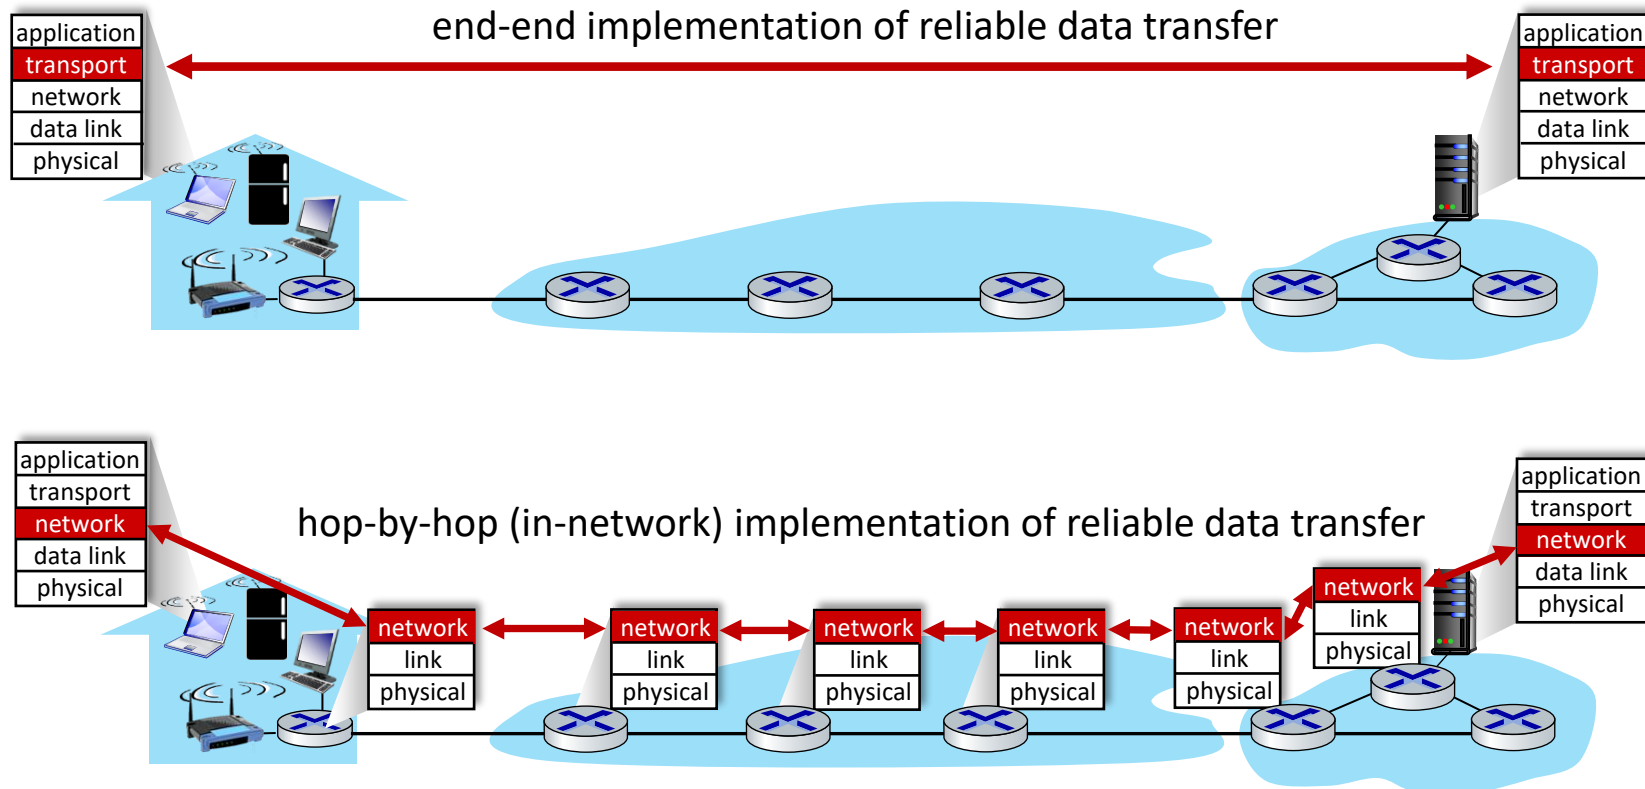 end-end implementation of reliable data transfer
application
transport
network
data link
physical
application
transport
network
data link
physical
hop-by-hop (in-network) implementation of reliable data transfer
application
transport
network
data link
physical
network
link
physical
network
link
physical
network
link
physical
network
link
physical
network
link
physical
network
link
physical
application
transport
network
data link
physical